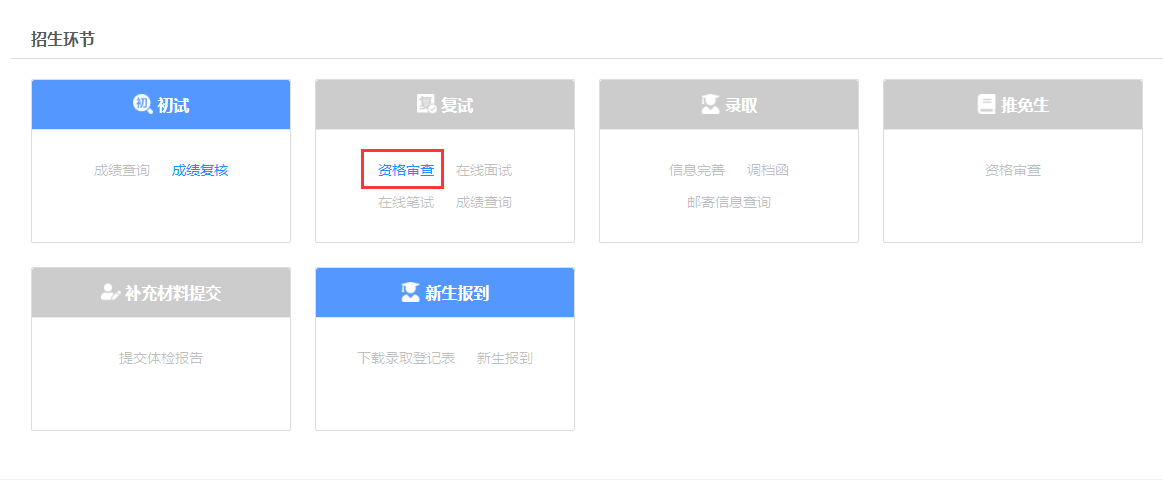 招生环节
初 初试
复 复试
录取
推免生
成绩查询 成绩复核
资格审查 在线面试
在线笔试 成绩查询
信息完善 调档函
邮寄信息查询
资格审查
补充材料提交
新生报到
提交体检报告
下载录取登记表 新生报到